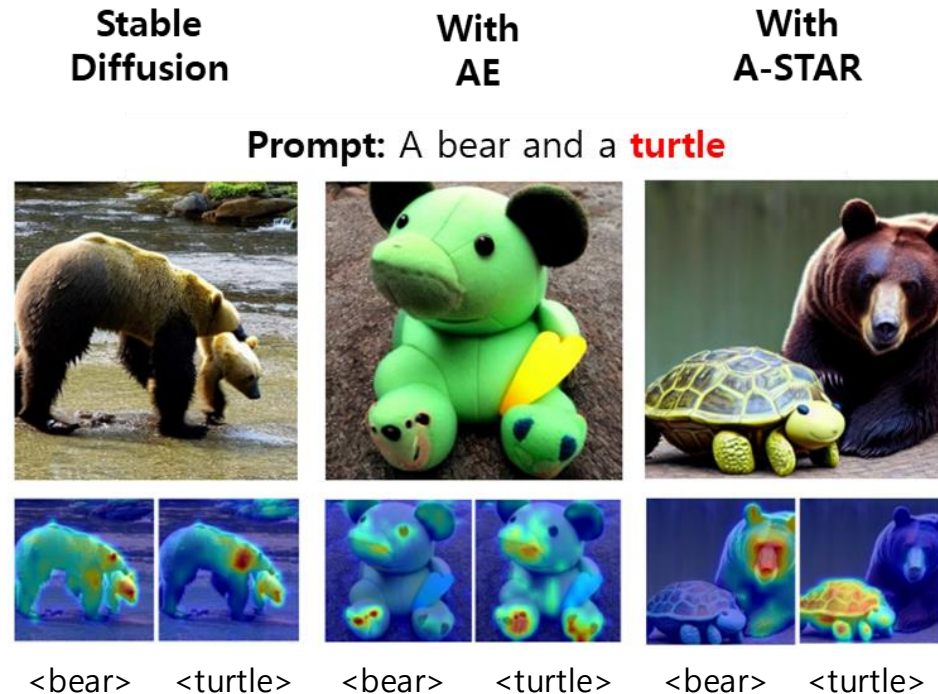 Stable
Diffusion
With
AE
With
A-STAR
Prompt: A bear and a turtle
<bear> <turtle> <bear> <turtle> <bear> <turtle>